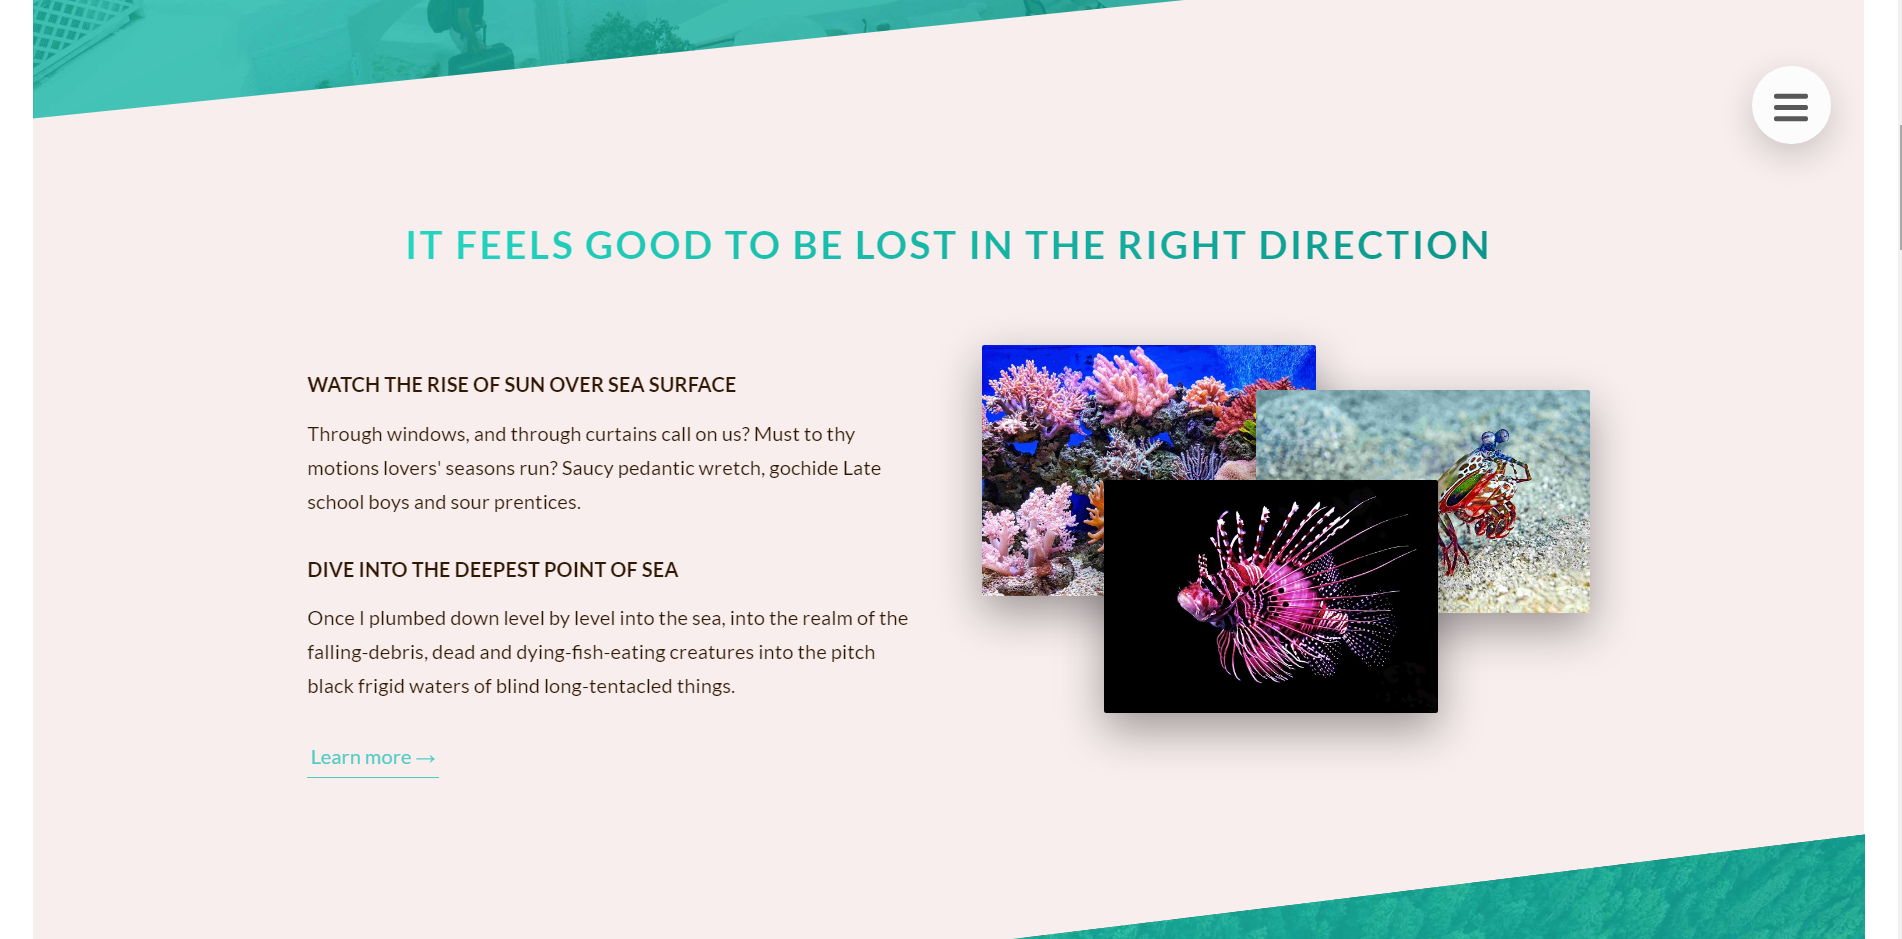 IT FEELS GOOD TO BE LOST IN THE RIGHT DIRECTION
WATCH THE RISE OF SUN OVER SEA SURFACE
Through windows, and through curtains call on us? Must to thy
motions lovers' seasons run? Saucy pedantic wretch, gochide Late
school boys and sour prentices.
DIVE INTO THE DEEPEST POINT OF SEA
Once I plumbed down level by level into the sea, into the realm of the
falling-debris, dead and dying-fish-eating creatures into the pitch
black frigid waters of blind long-tentacled things.
Learn more →